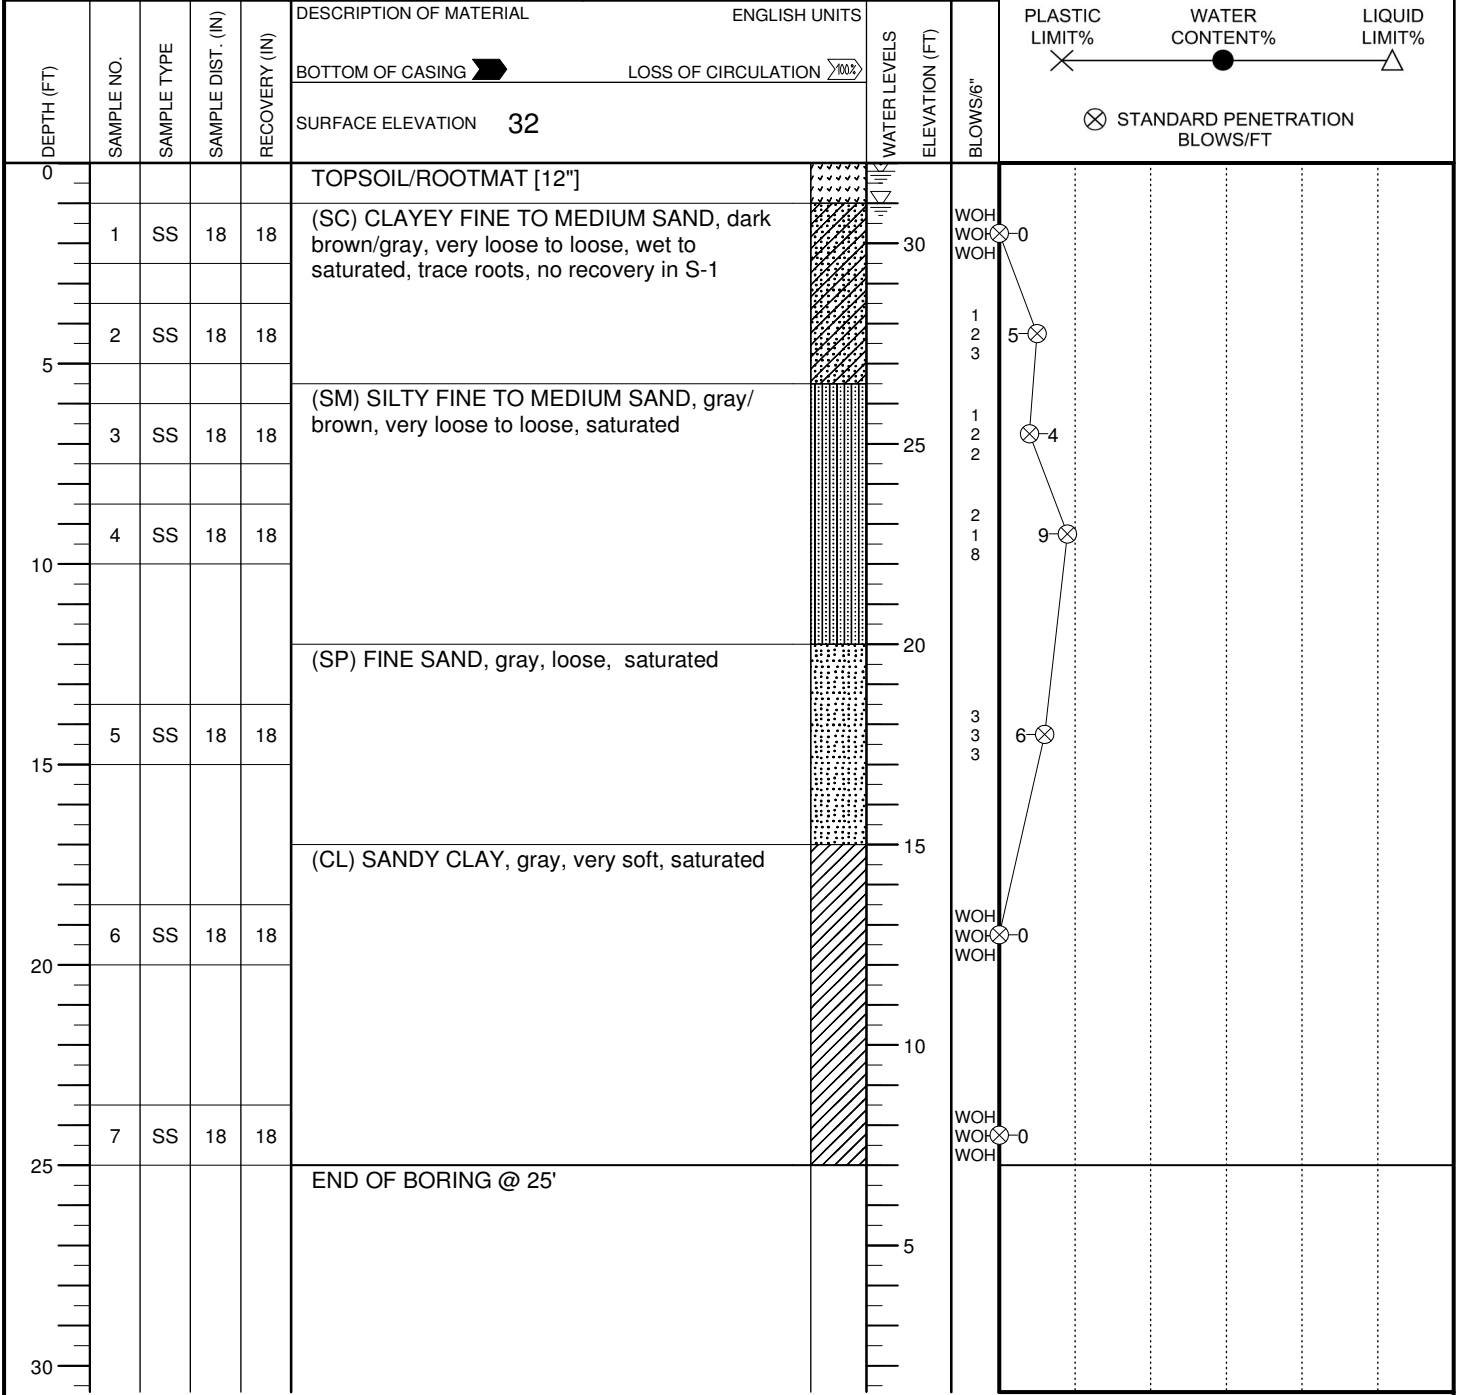 DEPTH (FT)
SAMPLE NO.
SAMPLE TYPE
SAMPLE DIST. (IN)
RECOVERY (IN)
DESCRIPTION OF MATERIAL ENGLISH UNITS
BOTTOM OF CASING LOSS OF CIRCULATION 100%
SURFACE ELEVATION 32
WATER LEVELS
ELEVATION (FT)
BLOWS/6"
PLASTIC WATER LIQUID
LIMIT% CONTENT% LIMIT%
STANDARD PENETRATION
BLOWS/FT
0
TOPSOIL/ROOTMAT [12"]
(SC) CLAYEY FINE TO MEDIUM SAND, dark
brown/gray, very loose to loose, wet to
saturated, trace roots, no recovery in S-1
1 SS 18 18
30
WOH
WOH 0
WOH
2 SS 18 18
1
2
3
5
5
(SM) SILTY FINE TO MEDIUM SAND, gray/
brown, very loose to loose, saturated
3 SS 18 18
25
1
2
2
4
4 SS 18 18
2
1
8
9
10
20
(SP) FINE SAND, gray, loose, saturated
5 SS 18 18
3
3
3
6
15
15
(CL) SANDY CLAY, gray, very soft, saturated
6 SS 18 18
WOH
WOH 0
WOH
20
10
7 SS 18 18
WOH
WOH 0
WOH
25
END OF BORING @ 25'
5
30